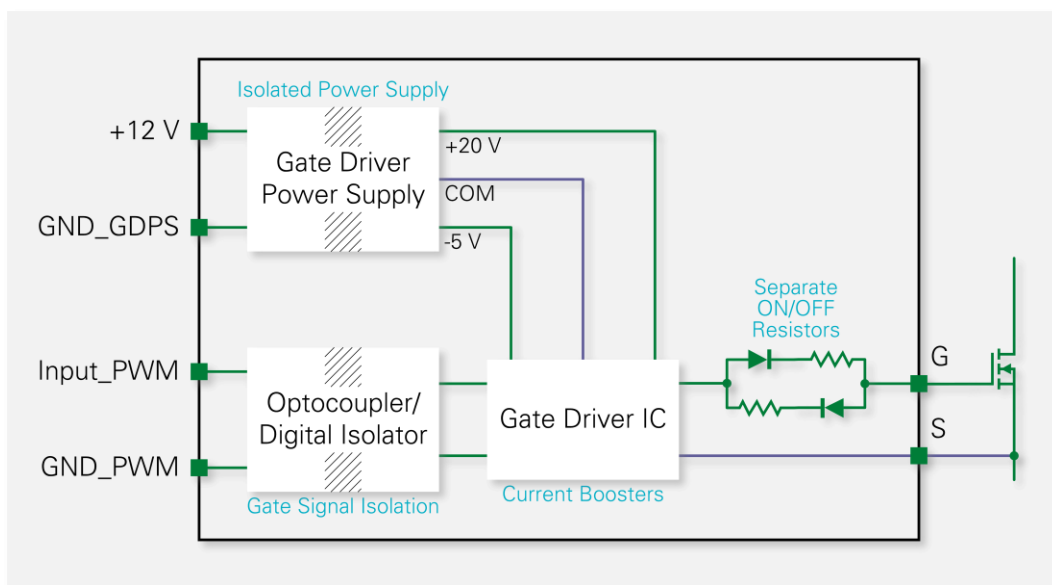 Isolated Power Supply
+12 V
Gate Driver
Power Supply
+20 V
COM
-5 V
GND_GDPS
Separate
ON/OFF
Resistors
Input_PWM
Optocoupler/
Digital Isolator
Gate Driver IC
G
S
GND_PWM
Gate Signal Isolation
Current Boosters